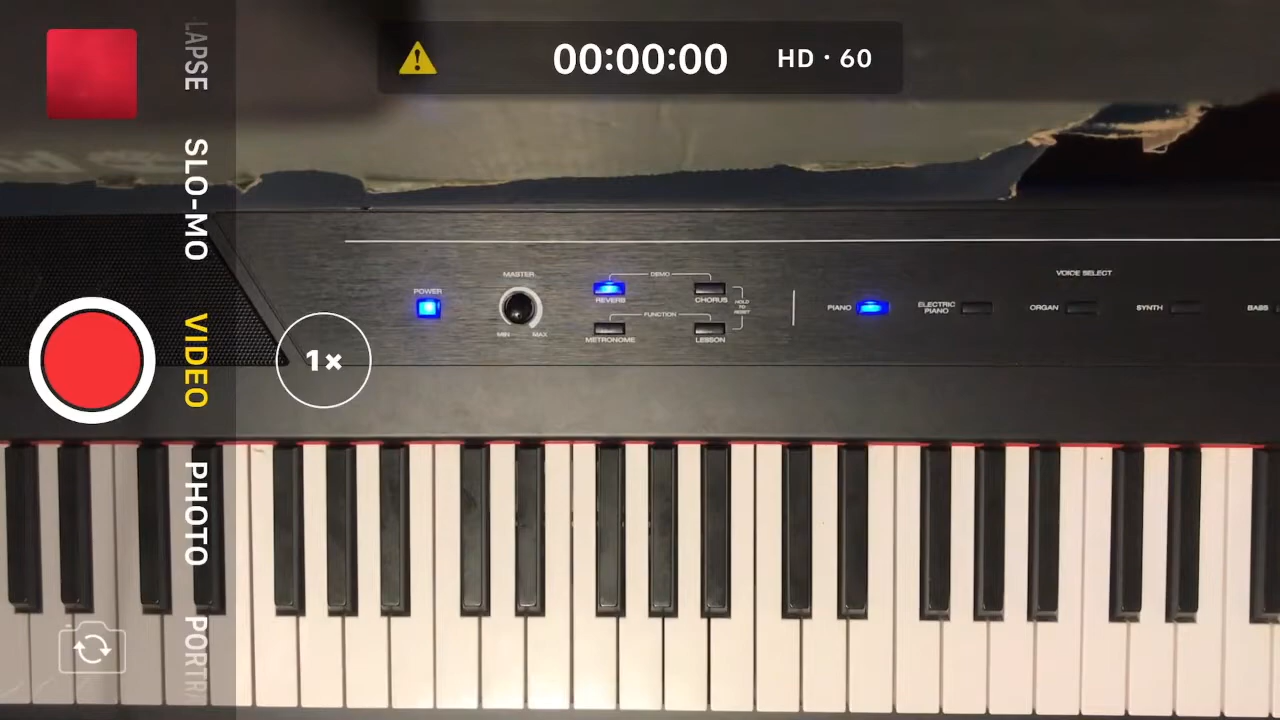 00:00:00
HD · 60
LAPSE
SLO-MO
VIDEO
PHOTO
PORTRA
1×
POWER
MASTER
MIN
MAX
DEMO
REVERB
CHORUS
FUNCTION
METRONOME
LESSON
HOLD
TO
RESET
VOICE SELECT
PIANO
ELECTRIC
PIANO
ORGAN
SYNTH
BASS